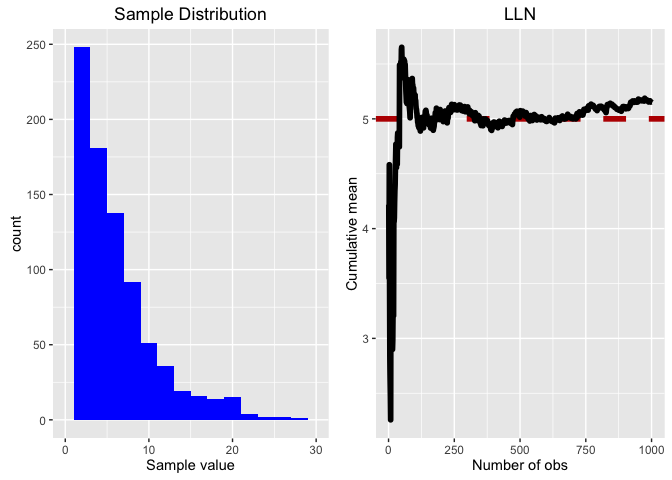 Sample Distribution
250
200
150
100
50
0
count
0 10 20 30
Sample value
LLN
5
4
3
Cumulative mean
0 250 500 750 1000
Number of obs